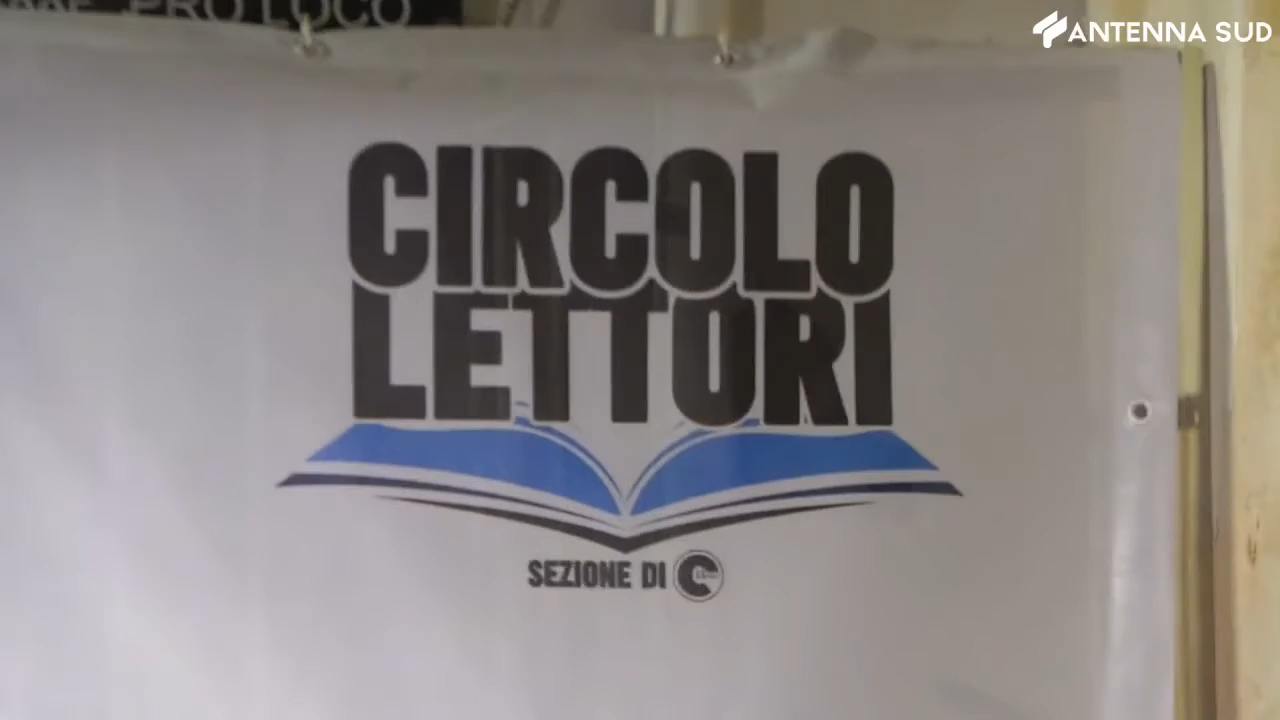 PRO LOCO
ANTENNA SUD
CIRCOLO
LETTORI
SEZIONE DI